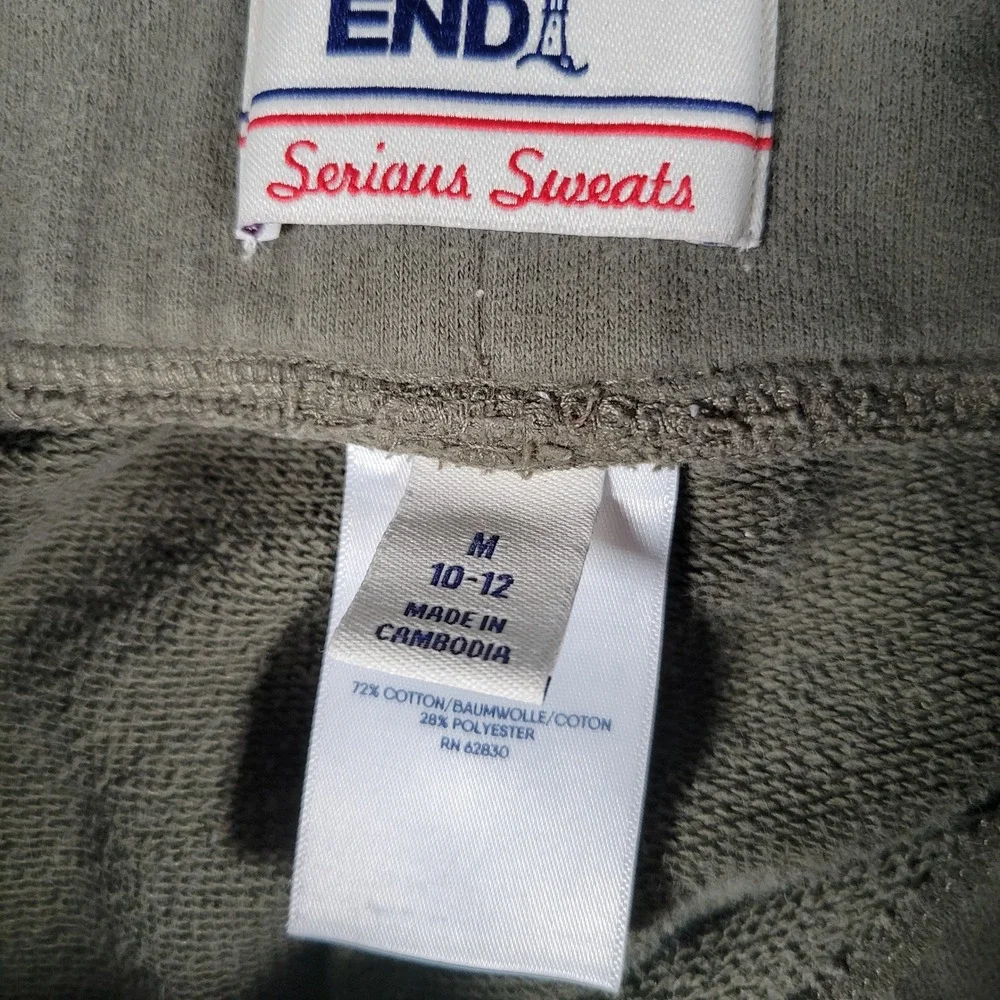 END
Serious Sweats
M
10-12
MADE IN
CAMBODIA
72% COTTON/BAUMWOLLE/COTON
28% POLYESTER
RN 62830